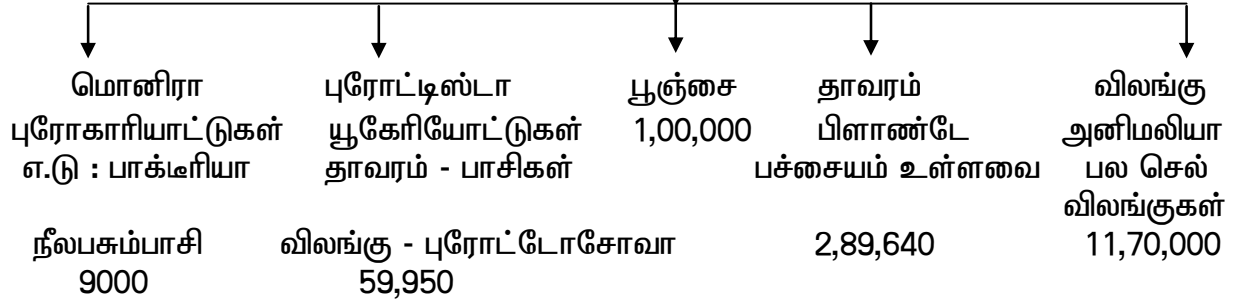 மொனிரா புரோட்டிஸ்டா பூஞ்சை தாவரம் விலங்கு
புரோகாரியாட்டுகள் யூகேரியோட்டுகள் 1,00,000 பிளாண்டே அனிமலியா
எ.டு : பாக்டீரியா தாவரம் - பாசிகள் பச்சையம் உள்ளவை பல செல்
விலங்குகள்
நீலபசும்பாசி விலங்கு - புரோட்டோசோவா 2,89,640 11,70,000
9000 59,950